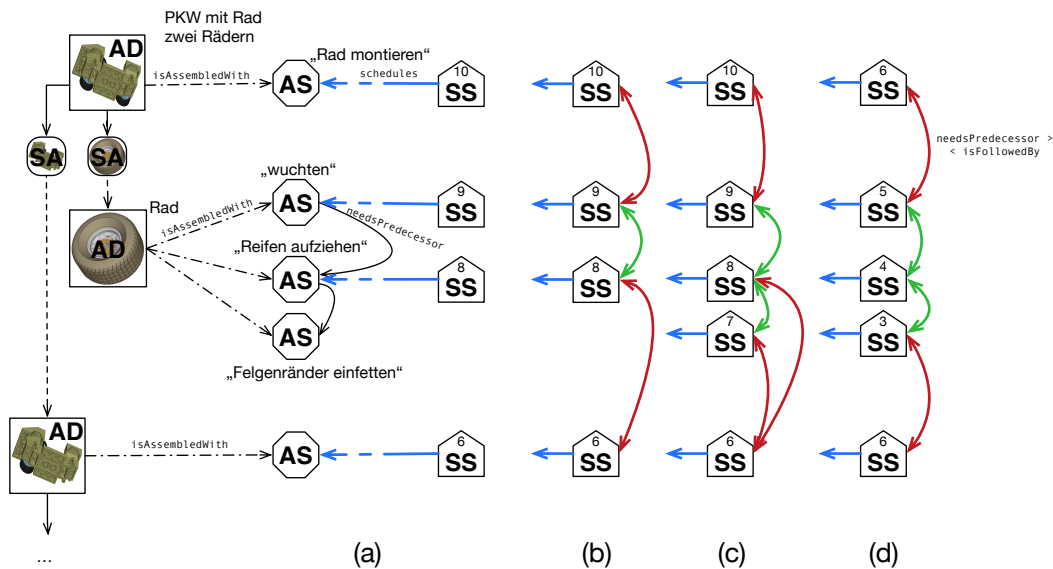 PKW mit Rad
zwei Rädern
AD
isAssembledWith
„Rad montieren“
AS
schedules
10
SS
10
SS
10
SS
6
SS
needsPredecessor >
< isFollowedBy
SA
SA
„wuchten“
Rad
AD
isAssembledWith
AS
needsPredecessor
9
SS
9
SS
9
SS
5
SS
„Reifen aufziehen“
AS
8
SS
8
SS
8
SS
4
SS
AS
7
SS
3
SS
„Felgenränder einfetten“
AD
isAssembledWith
AS
6
SS
6
SS
6
SS
6
SS
...
(a)
(b)
(c)
(d)